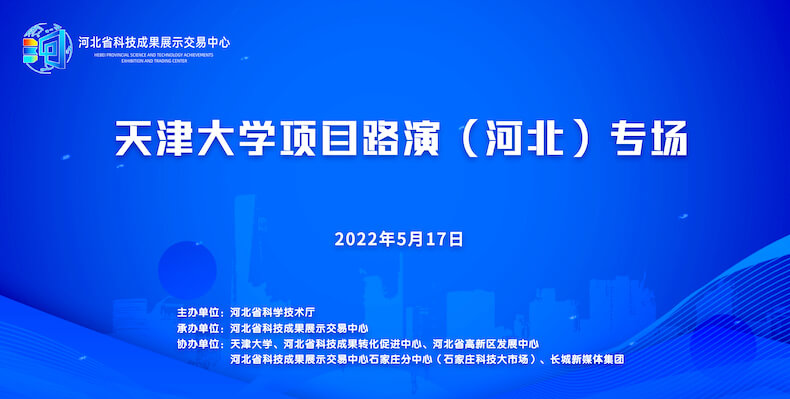 河北省科技成果展示交易中心
HEBEI PROVINCIAL SCIENCE AND TECHNOLOGY ACHIEVEMENTS
EXHIBITION AND TRADING CENTER
天津大学项目路演（河北）专场
2022年5月17日
主办单位：河北省科学技术厅
承办单位：河北省科技成果展示交易中心
协办单位：天津大学、河北省科技成果转化促进中心、河北省高新区发展中心
河北省科技成果展示交易中心石家庄分中心（石家庄科技大市场）、长城新媒体集团